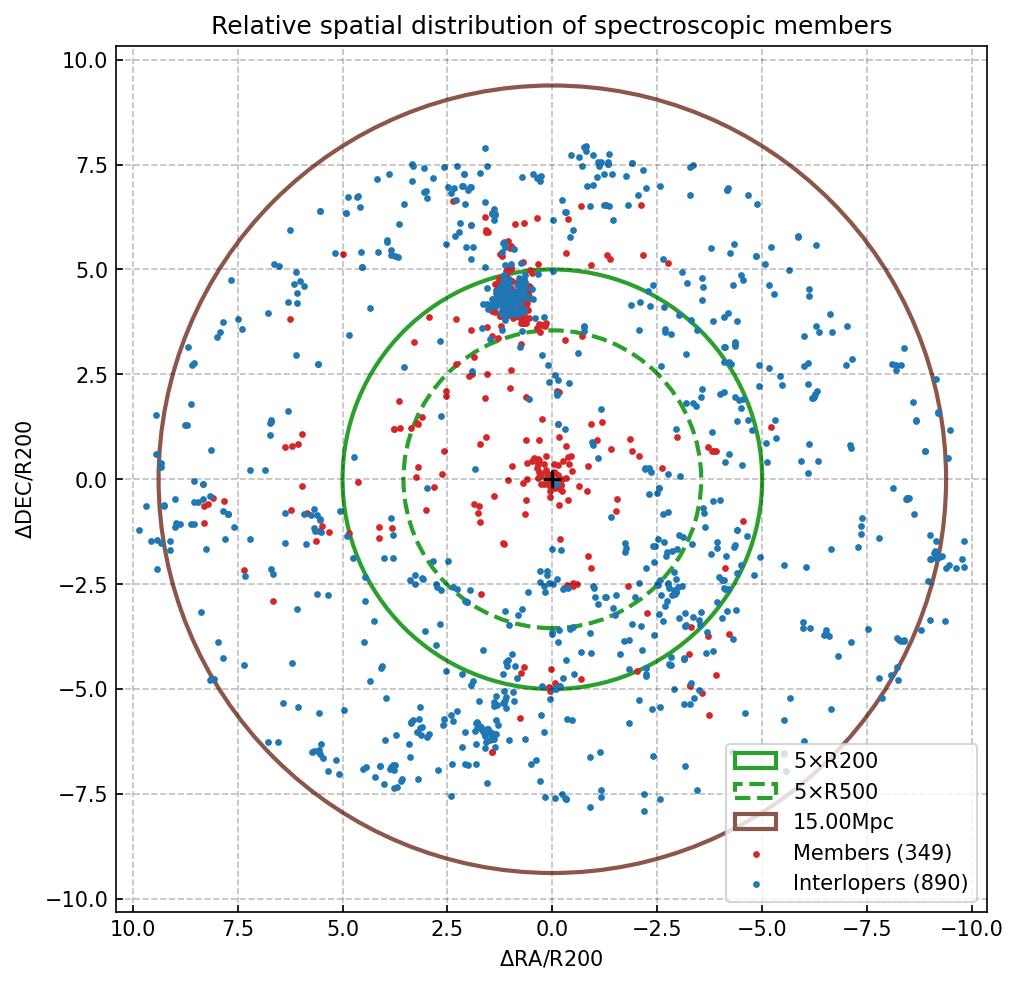 Relative spatial distribution of spectroscopic members
10.0
7.5
5.0
2.5
0.0
−2.5
−5.0
−7.5
−10.0
ΔDEC/R200
5×R200
5×R500
15.00Mpc
Members (349)
Interlopers (890)
10.0 7.5 5.0 2.5 0.0 −2.5 −5.0 −7.5 −10.0
ΔRA/R200